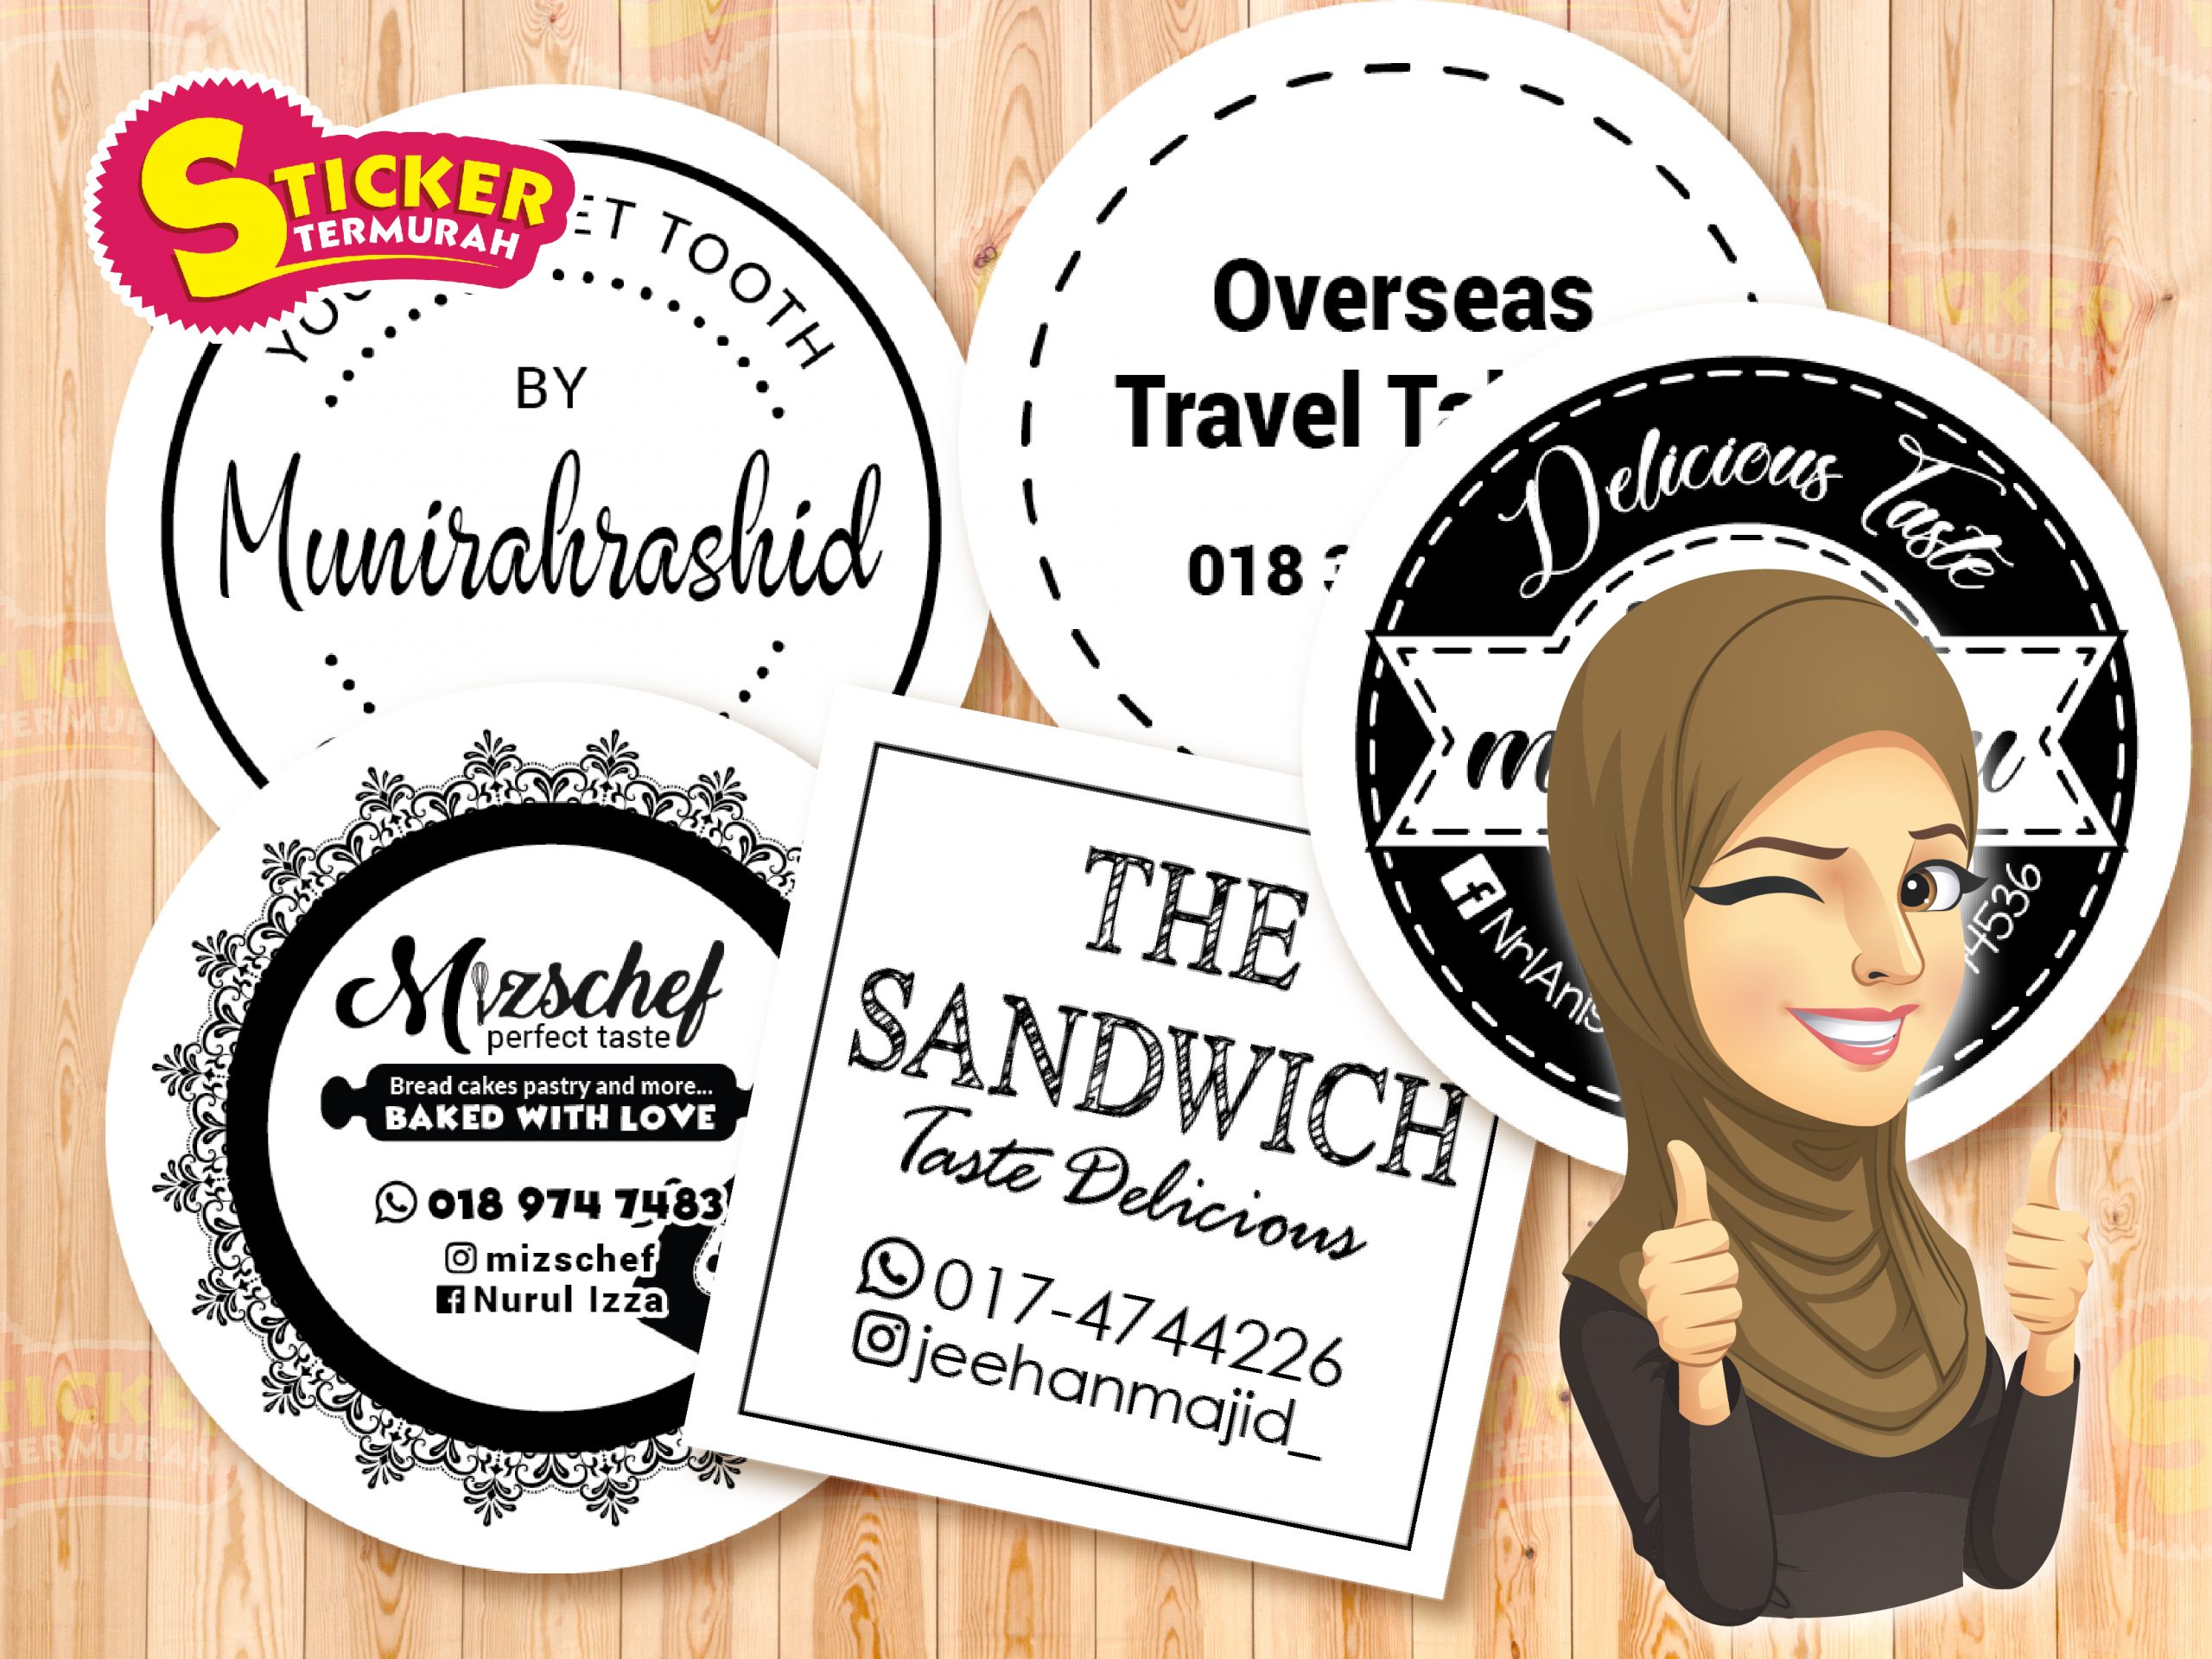 STICKER
TERMURAH
TOOTH
BY
Munirahrashid
Overseas
Travel
018
Delicious Taste
4536
Mizschef
perfect taste
Bread cakes pastry and more...
BAKED WITH LOVE
018 974 7483
mizschef
Nurul Izza
THE
SANDWICH
Taste Delicious
017-4744226
jeehanmajid_